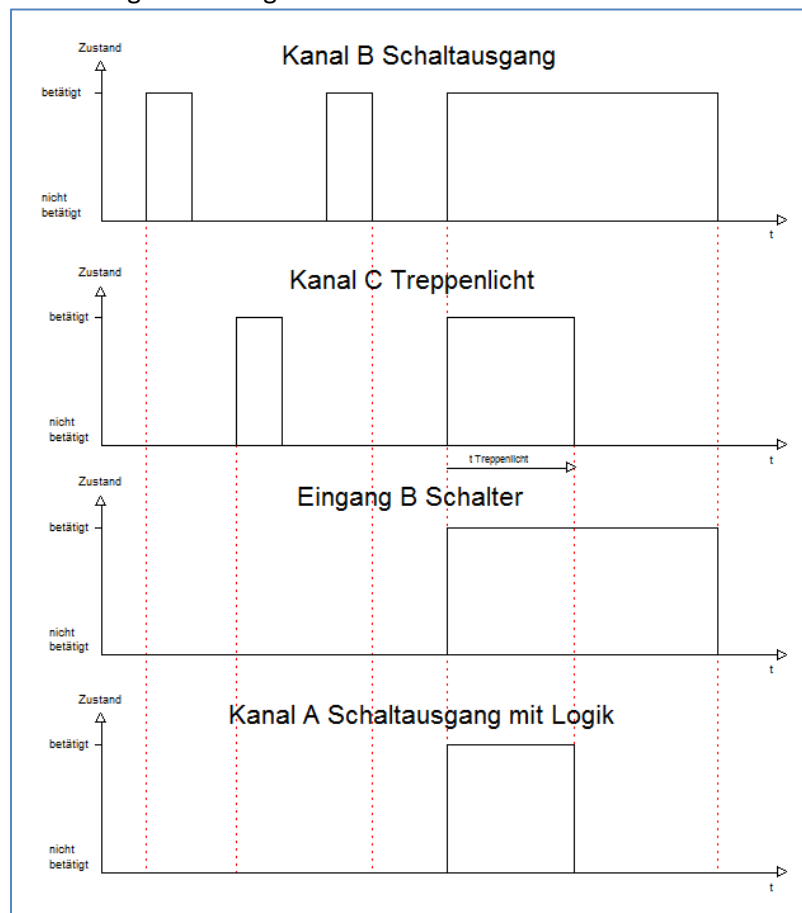 Kanal B Schaltausgang
Zustand
betätigt
nicht
betätigt
t
Kanal C Treppenlicht
Zustand
betätigt
nicht
betätigt
t
t Treppenlicht
Eingang B Schalter
Zustand
betätigt
nicht
betätigt
t
Kanal A Schaltausgang mit Logik
Zustand
betätigt
nicht
betätigt
t